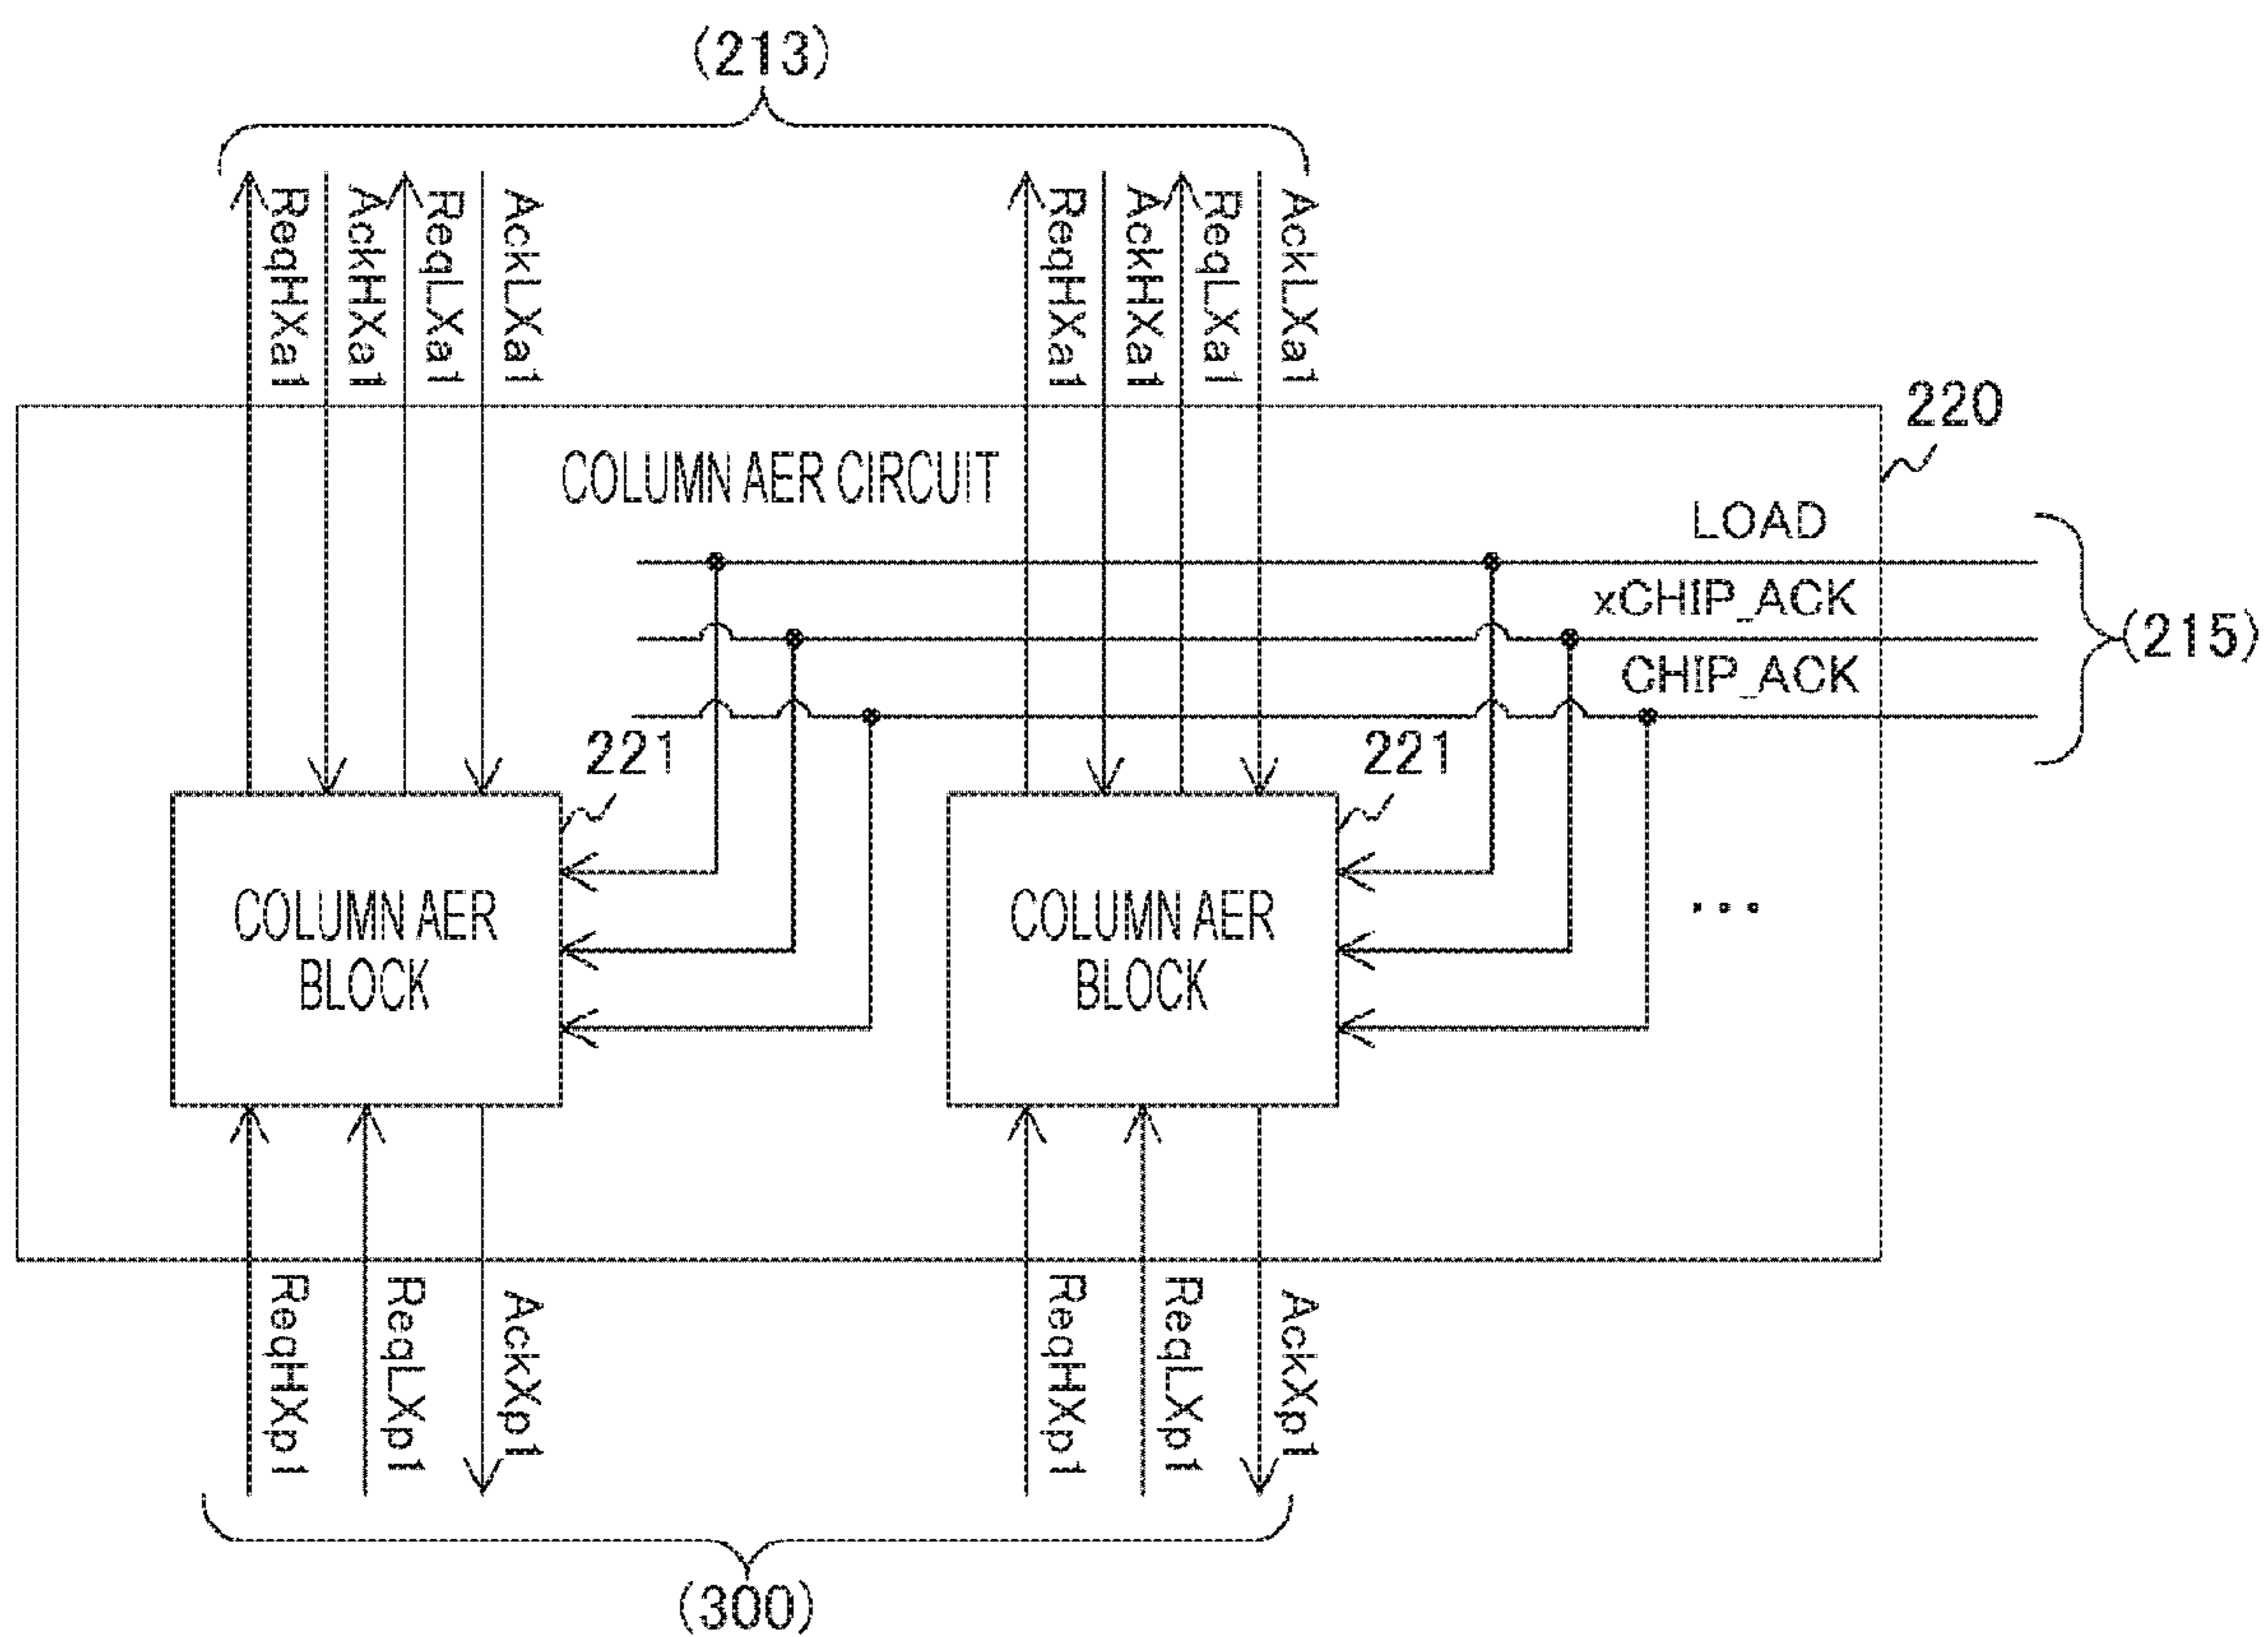 (213)
ReqHXa1
AckHXa1
ReqLXa1
AckLXa1
ReqHXa1
AckHXa1
ReqLXa1
AckLXa1
220
COLUMN AER CIRCUIT
LOAD
xCHIP_ACK
CHIP_ACK
(215)
221
221
COLUMN AER
BLOCK
COLUMN AER
BLOCK
...
ReqHXp1
ReqLXp1
AckXp1
ReqHXp1
ReqLXp1
AckXp1
(300)